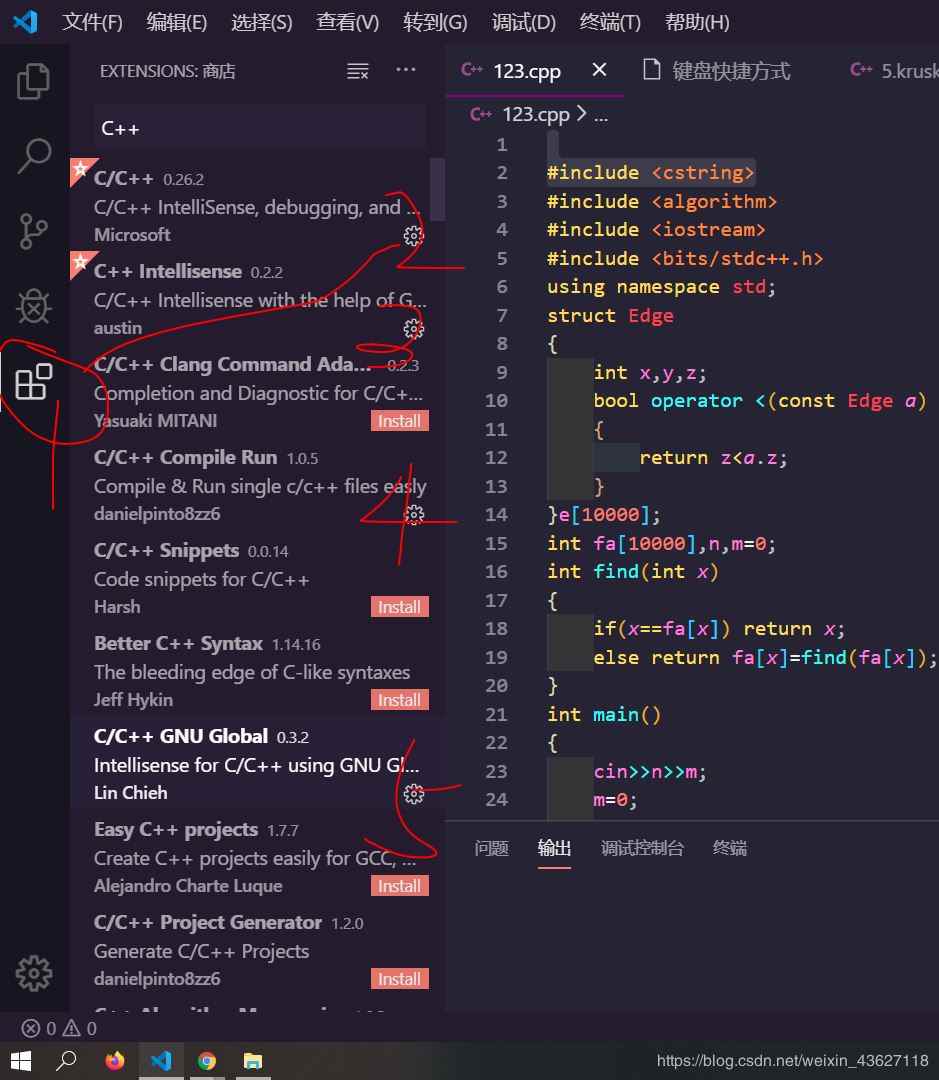 文件(F) 编辑(E) 选择(S) 查看(V) 转到(G) 调试(D) 终端(T) 帮助(H)
EXTENSIONS: 商店
C++
C/C++ 0.26.2
C/C++ IntelliSense, debugging, and ...
Microsoft
C++ Intellisense 0.2.2
C/C++ Intellisense with the help of G...
austin
C/C++ Clang Command Ada... 0.2.3
Completion and Diagnostic for C/C+...
Yasuaki MITANI Install
C/C++ Compile Run 1.0.5
Compile & Run single c/c++ files easly
danielpinto8zz6
C/C++ Snippets 0.0.14
Code snippets for C/C++
Harsh Install
Better C++ Syntax 1.14.16
The bleeding edge of C-like syntaxes
Jeff Hykin Install
C/C++ GNU Global 0.3.2
Intellisense for C/C++ using GNU Gl...
Lin Chieh
Easy C++ projects 1.7.7
Create C++ projects easily for GCC, ...
Alejandro Charte Luque Install
C/C++ Project Generator 1.2.0
Generate C/C++ Projects
danielpinto8zz6 Install
1
2
3
4
5
C++ 123.cpp 键盘快捷方式 C++ 5.krusk
C++ 123.cpp > ...
1
2 #include <cstring>
3 #include <algorithm>
4 #include <iostream>
5 #include <bits/stdc++.h>
6 using namespace std;
7 struct Edge
8 {
9 int x,y,z;
10 bool operator <(const Edge a)
11 {
12 return z<a.z;
13 }
14 }e[10000];
15 int fa[10000],n,m=0;
16 int find(int x)
17 {
18 if(x==fa[x]) return x;
19 else return fa[x]=find(fa[x]);
20 }
21 int main()
22 {
23 cin>>n>>m;
24 m=0;
问题 输出 调试控制台 终端
0 0
https://blog.csdn.net/weixin_43627118